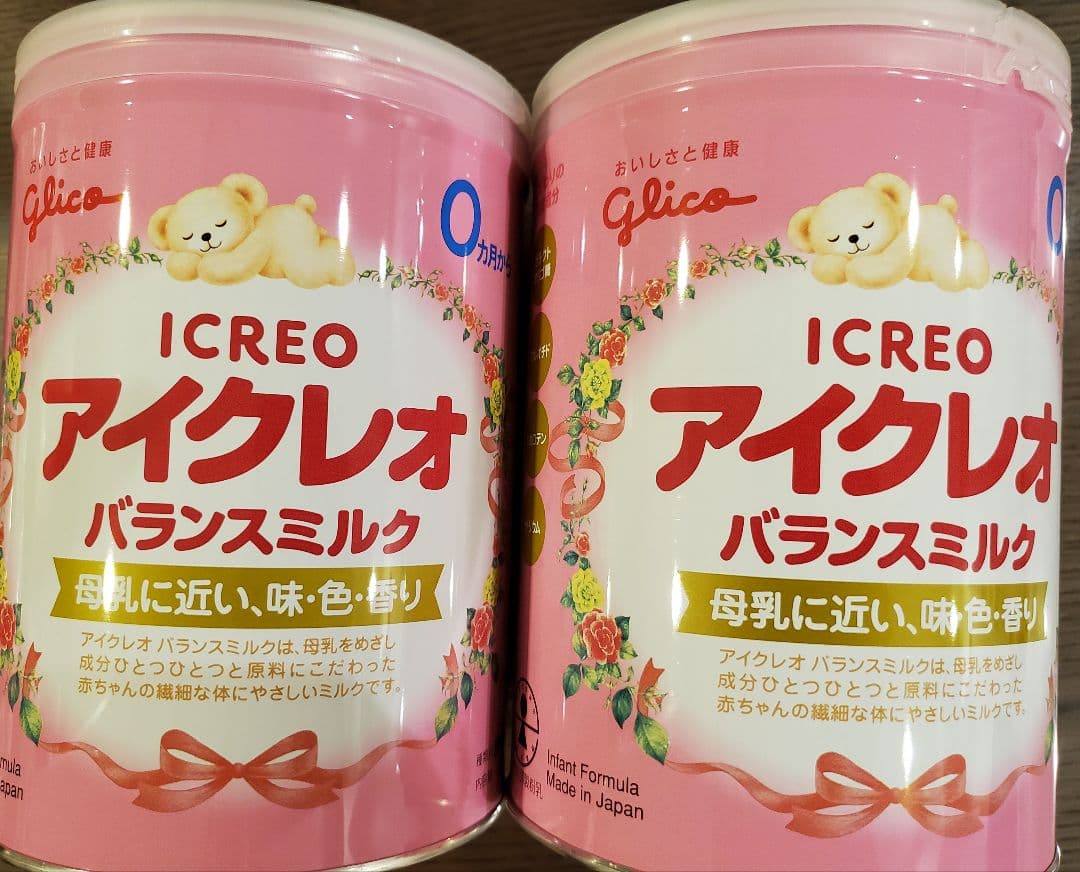 おいしさと健康
Glico
0ヵ月から
ICREO
アイクレオ
バランスミルク
母乳に近い、味・色・香り
アイクレオ バランスミルクは、母乳をめざし
成分ひとつひとつと原料にこだわった
赤ちゃんの繊細な体にやさしいミルクです。
おいしさと健康
Glico
0
ICREO
アイクレオ
バランスミルク
母乳に近い、味・色・香り
アイクレオ バランスミルクは、母乳をめざし
成分ひとつひとつと原料にこだわった
赤ちゃんの繊細な体にやさしいミルクです。
Infant Formula
Made in Japan